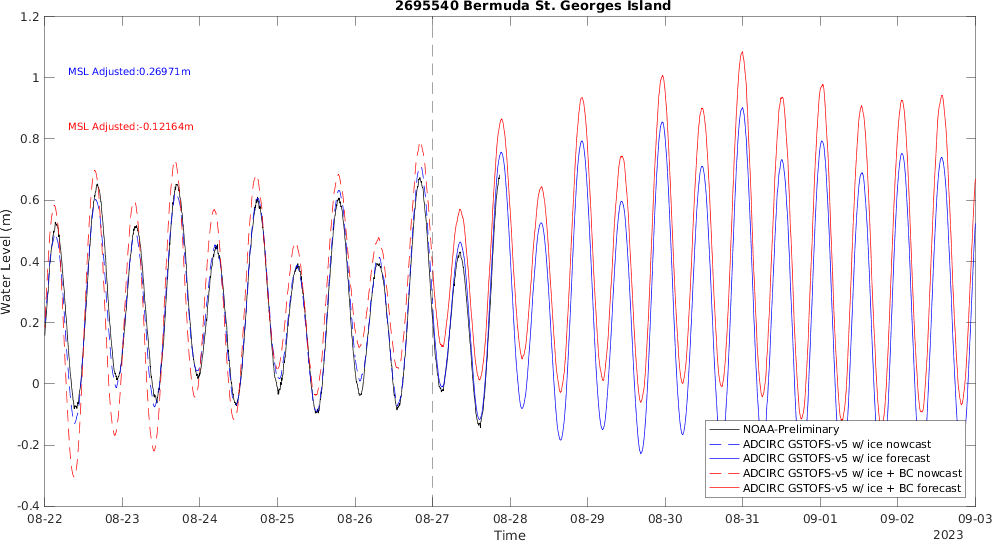 2695540 Bermuda St. Georges Island
MSL Adjusted:0.26971m
MSL Adjusted:-0.12164m
Water Level (m)
1.2
1
0.8
0.6
0.4
0.2
0
-0.2
-0.4
NOAA-Preliminary
ADCIRC GSTOFS-v5 w/ ice nowcast
ADCIRC GSTOFS-v5 w/ ice forecast
ADCIRC GSTOFS-v5 w/ ice + BC nowcast
ADCIRC GSTOFS-v5 w/ ice + BC forecast
08-22 08-23 08-24 08-25 08-26 08-27 08-28 08-29 08-30 08-31 09-01 09-02 09-03
Time
2023